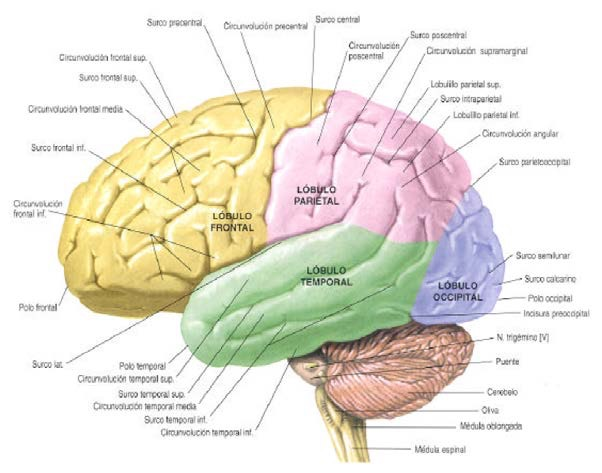 Surco precentral
Circunvolución precentral
Surco central
Circunvolución
poscentral
Surco poscentral
Circunvolución supramarginal
Circunvolución frontal sup.
Surco frontal sup.
Circunvolución frontal media
Surco frontal inf.
Circunvolución
frontal inf.
Polo frontal
Lobulillo parietal sup.
Surco intraparietal
Lobulillo parietal inf.
Circunvolución angular
Surco parietooccipital
LÓBULO
FRONTAL
LÓBULO
PARIETAL
LÓBULO
TEMPORAL
LÓBULO
OCCIPITAL
Surco semilunar
Surco calcarino
Polo occipital
Incisura preoccipital
N. trigémino [V]
Puente
Cerebelo
Oliva
Médula oblongada
Médula espinal
Surco lat.
Polo temporal
Circunvolución temporal sup.
Surco temporal sup.
Circunvolución temporal media
Surco temporal inf.
Circunvolución temporal inf.